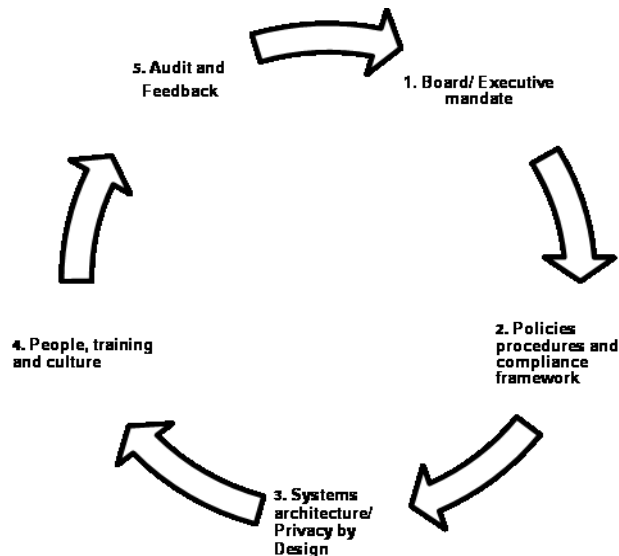 5. Audit and
Feedback
1. Board/ Executive
mandate
2. Policies
procedures and
compliance
framework
3. Systems
architecture/
Privacy by
Design
4. People, training
and culture